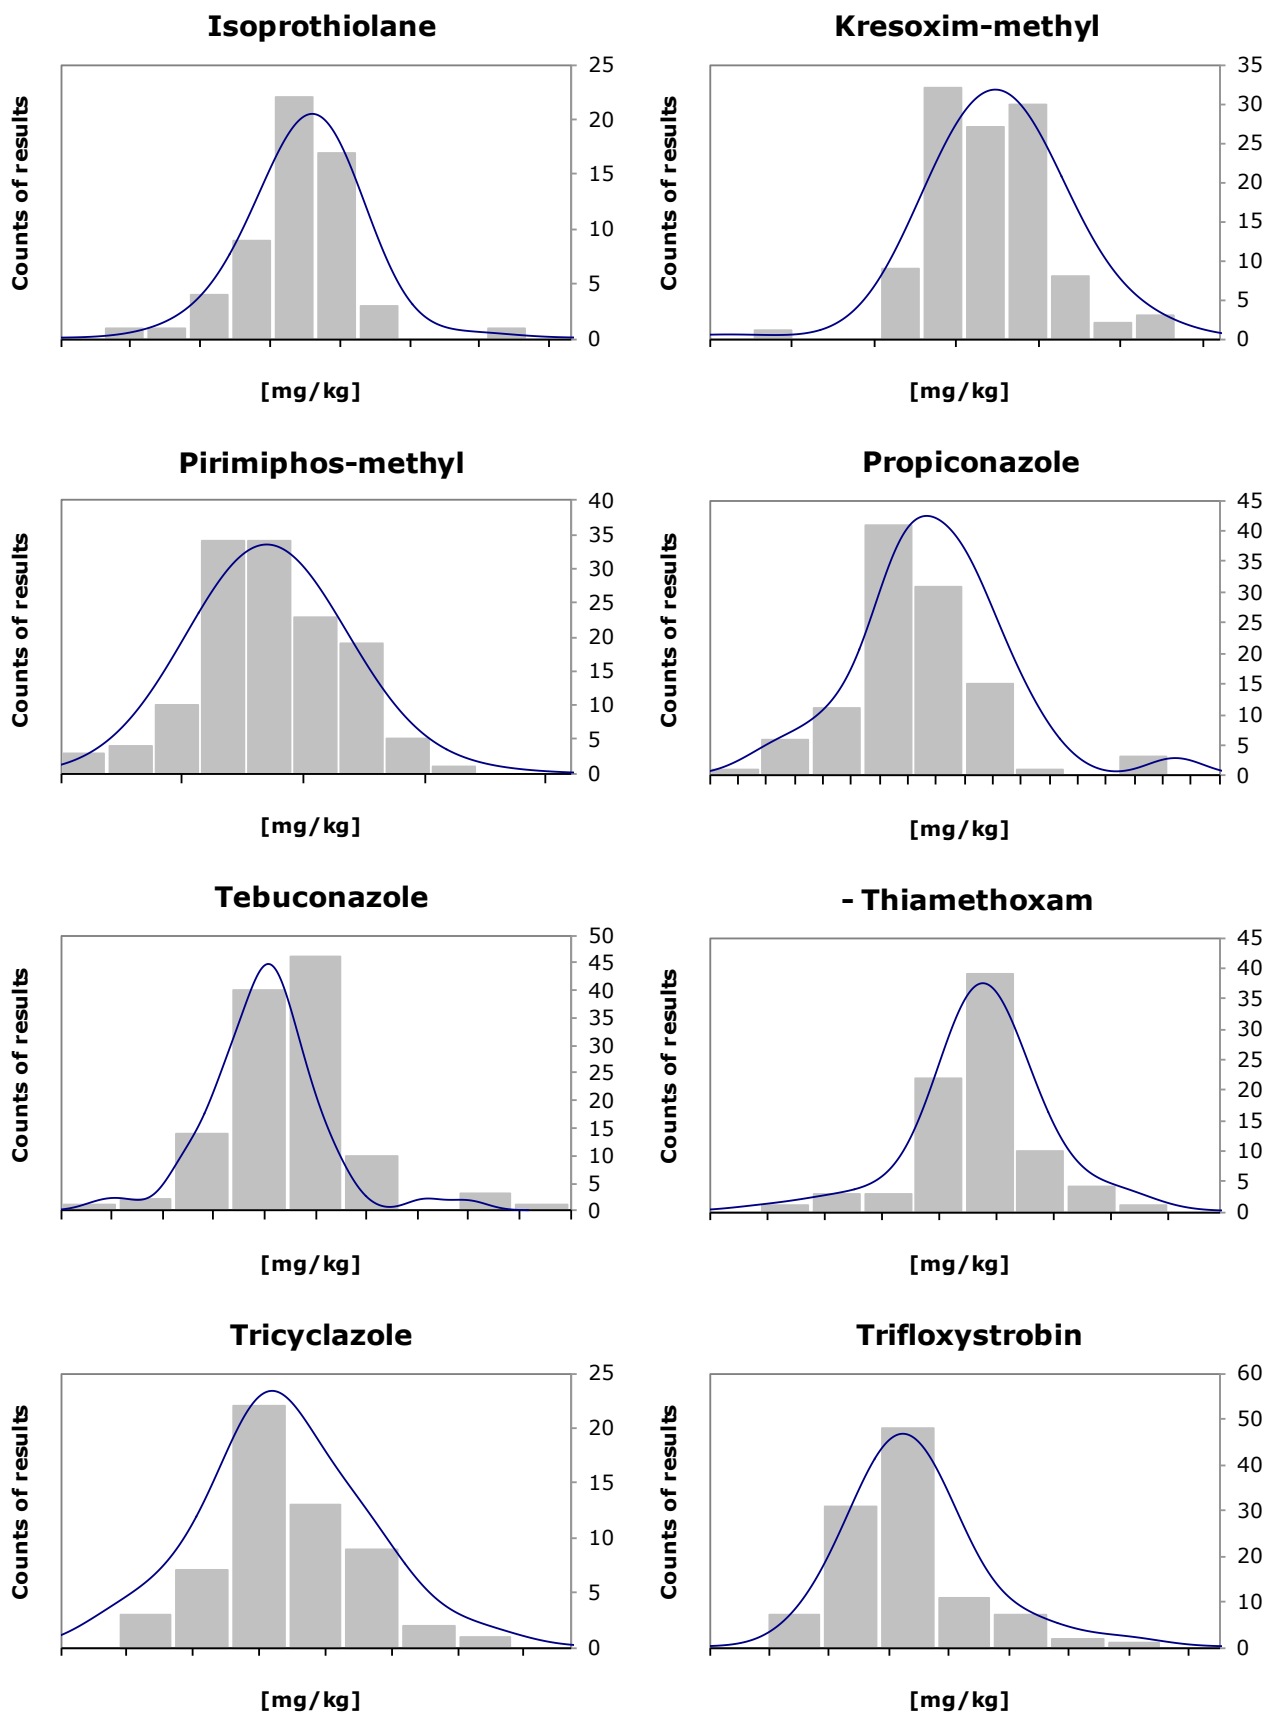 Isoprothiolane
Counts of results
25
20
15
10
5
0
[mg/kg]
Kresoxim-methyl
Counts of results
35
30
25
20
15
10
5
0
[mg/kg]
Pirimiphos-methyl
Counts of results
40
35
30
25
20
15
10
5
0
[mg/kg]
Propiconazole
Counts of results
45
40
35
30
25
20
15
10
5
0
[mg/kg]
Tebuconazole
Counts of results
50
45
40
35
30
25
20
15
10
5
0
[mg/kg]
- Thiamethoxam
Counts of results
45
40
35
30
25
20
15
10
5
0
[mg/kg]
Tricyclazole
Counts of results
25
20
15
10
5
0
[mg/kg]
Trifloxystrobin
Counts of results
60
50
40
30
20
10
0
[mg/kg]